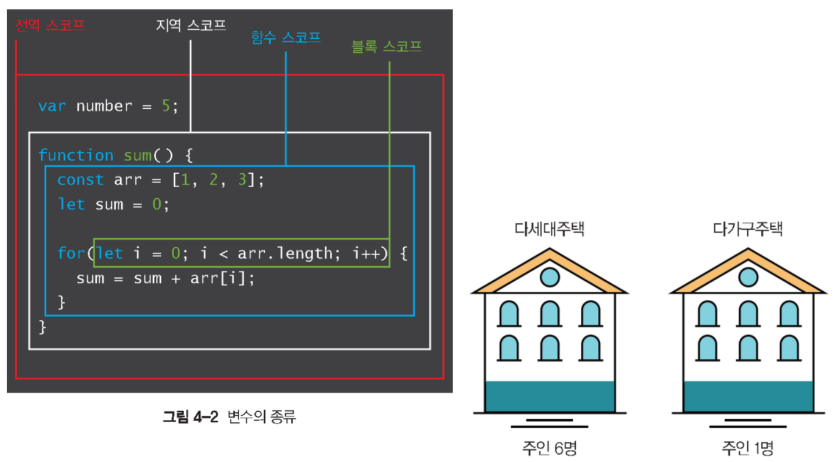 전역 스코프
지역 스코프
함수 스코프
블록 스코프
var number = 5;
function sum() {
const arr = [1, 2, 3];
let sum = 0;
for(let i = 0; i < arr.length; i++) {
sum = sum + arr[i];
}
}
그림 4-2 변수의 종류
다세대주택
다가구주택
주인 6명
주인 1명